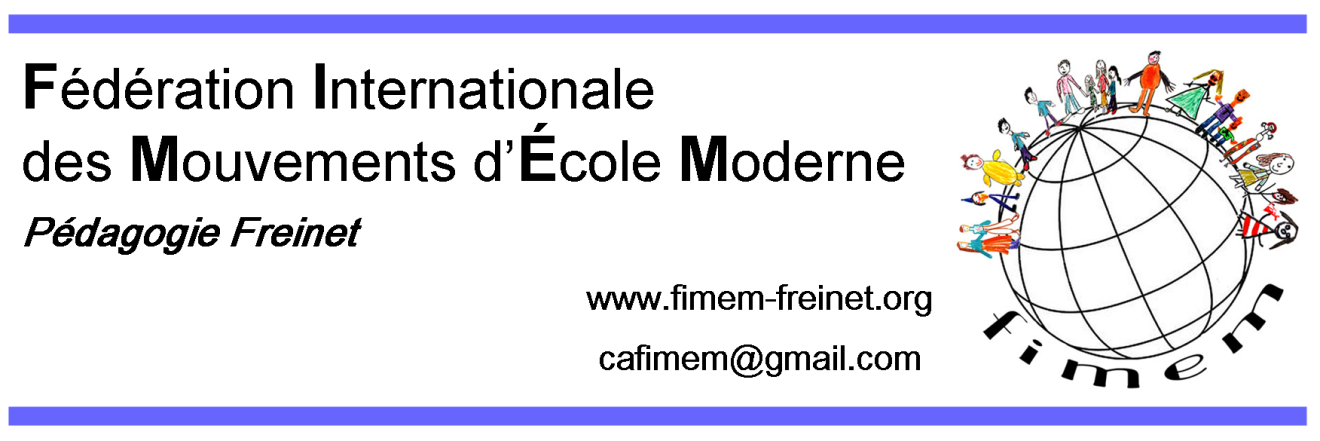 Fédération Internationale
des Mouvements d'École Moderne
Pédagogie Freinet
www.fimem-freinet.org
cafimem@gmail.com
fimem